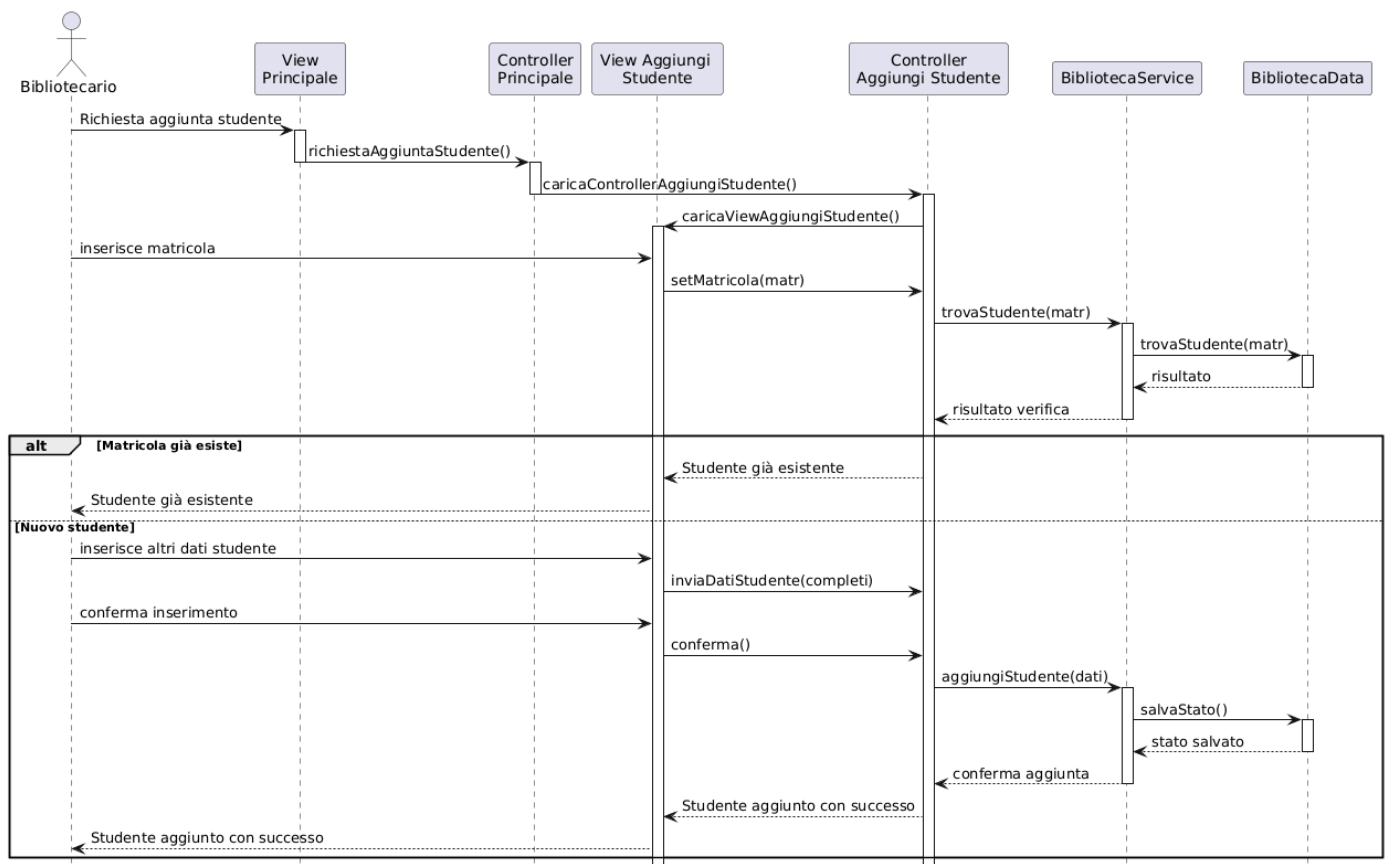 Bibliotecario
View
Principale
Controller
Principale
View Aggiungi
Studente
Controller
Aggiungi Studente
BibliotecaService
BibliotecaData
Richiesta aggiunta studente
richiestaAggiuntaStudente()
caricaControllerAggiungiStudente()
caricaViewAggiungiStudente()
inserisce matricola
setMatricola(matr)
trovaStudente(matr)
trovaStudente(matr)
risultato
risultato verifica
alt [Matricola già esiste]
Studente già esistente
Studente già esistente
[Nuovo studente]
inserisce altri dati studente
inviaDatiStudente(completi)
conferma inserimento
conferma()
aggiungiStudente(dati)
salvaStato()
stato salvato
conferma aggiunta
Studente aggiunto con successo
Studente aggiunto con successo